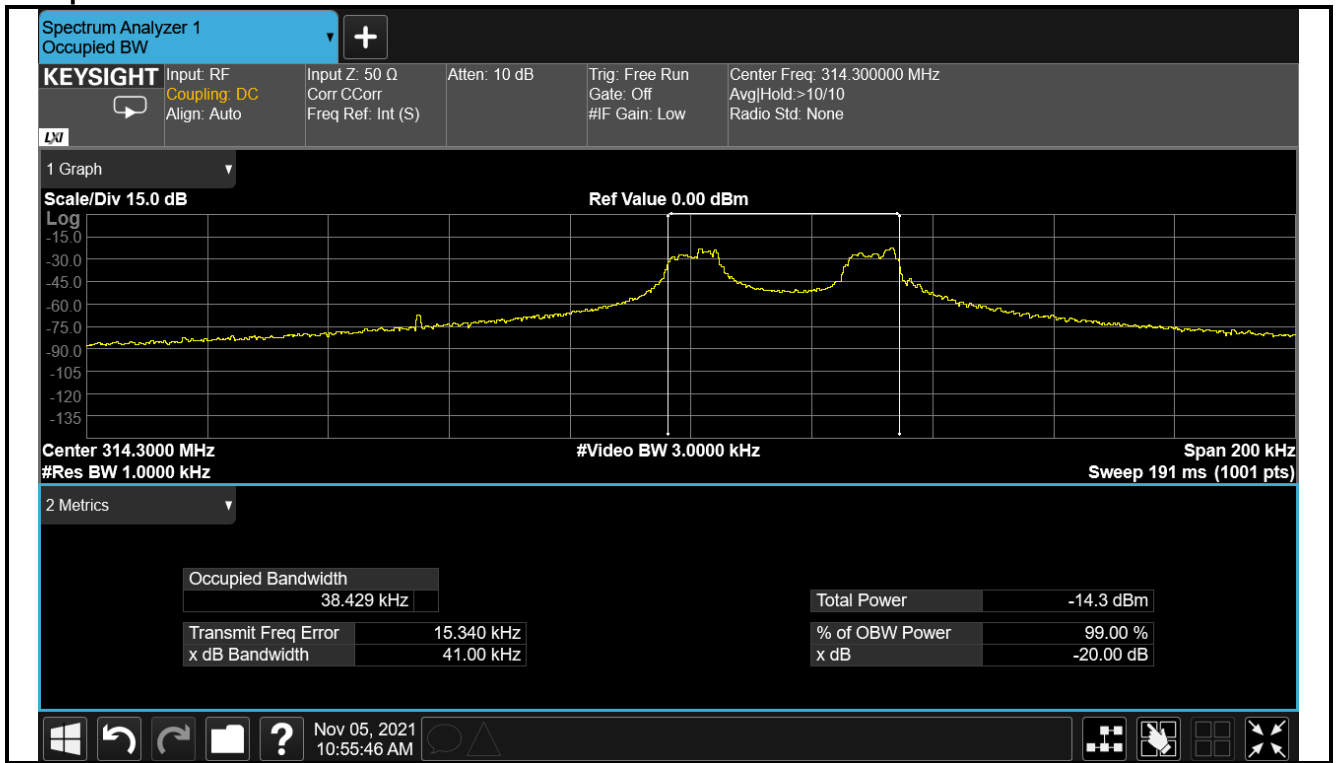 Spectrum Analyzer 1
Occupied BW
+
KEYSIGHT
LXI
Input: RF
Coupling: DC
Align: Auto
Input Z: 50 Ω
Corr CCorr
Freq Ref: Int (S)
Atten: 10 dB
Trig: Free Run
Gate: Off
#IF Gain: Low
Center Freq: 314.300000 MHz
Avg|Hold:>10/10
Radio Std: None
1 Graph
Scale/Div 15.0 dB
Ref Value 0.00 dBm
Log
-15.0
-30.0
-45.0
-60.0
-75.0
-90.0
-105
-120
-135
Center 314.3000 MHz
#Video BW 3.0000 kHz
Span 200 kHz
#Res BW 1.0000 kHz
Sweep 191 ms (1001 pts)
2 Metrics
Occupied Bandwidth
38.429 kHz
Total Power -14.3 dBm
Transmit Freq Error 15.340 kHz
% of OBW Power 99.00 %
x dB Bandwidth 41.00 kHz
x dB -20.00 dB
?
Nov 05, 2021
10:55:46 AM